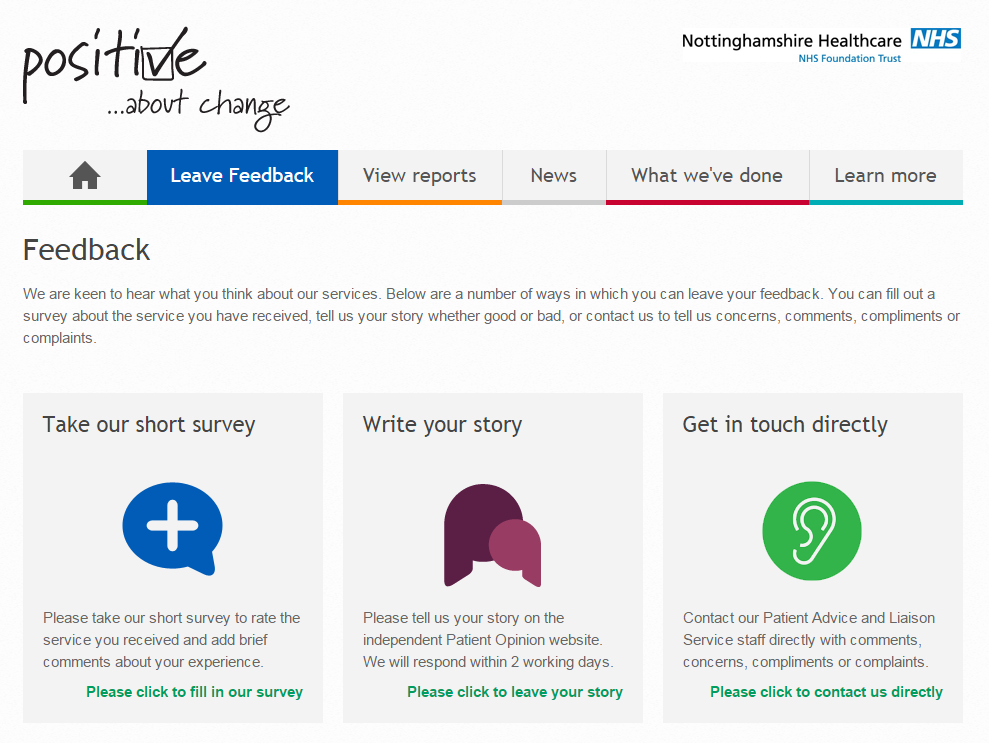 positive
...about change
Nottinghamshire Healthcare NHS
NHS Foundation Trust
Leave Feedback
View reports
News
What we've done
Learn more
Feedback
We are keen to hear what you think about our services. Below are a number of ways in which you can leave your feedback. You can fill out a
survey about the service you have received, tell us your story whether good or bad, or contact us to tell us concerns, comments, compliments or
complaints.
Take our short survey
Please take our short survey to rate the
service you received and add brief
comments about your experience.
Please click to fill in our survey
Write your story
Please tell us your story on the
independent Patient Opinion website.
We will respond within 2 working days.
Please click to leave your story
Get in touch directly
Contact our Patient Advice and Liaison
Service staff directly with comments,
concerns, compliments or complaints.
Please click to contact us directly